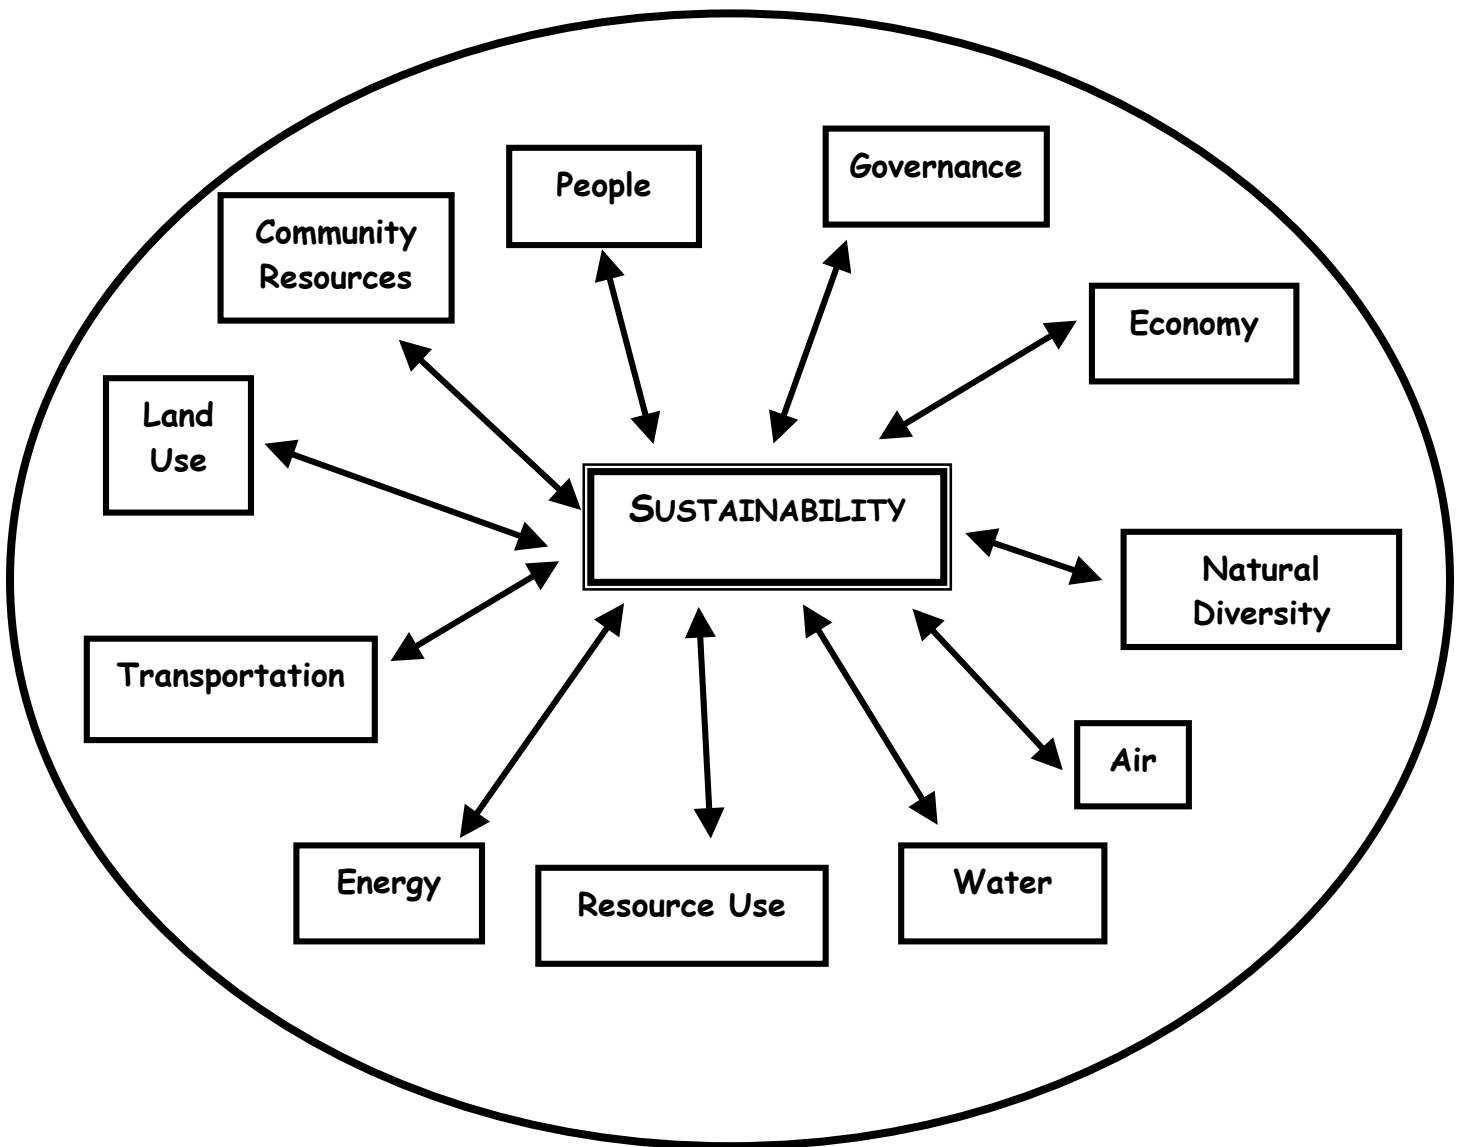 People
Governance
Community
Resources
Economy
Land
Use
SUSTAINABILITY
Natural
Diversity
Transportation
Air
Energy
Resource Use
Water